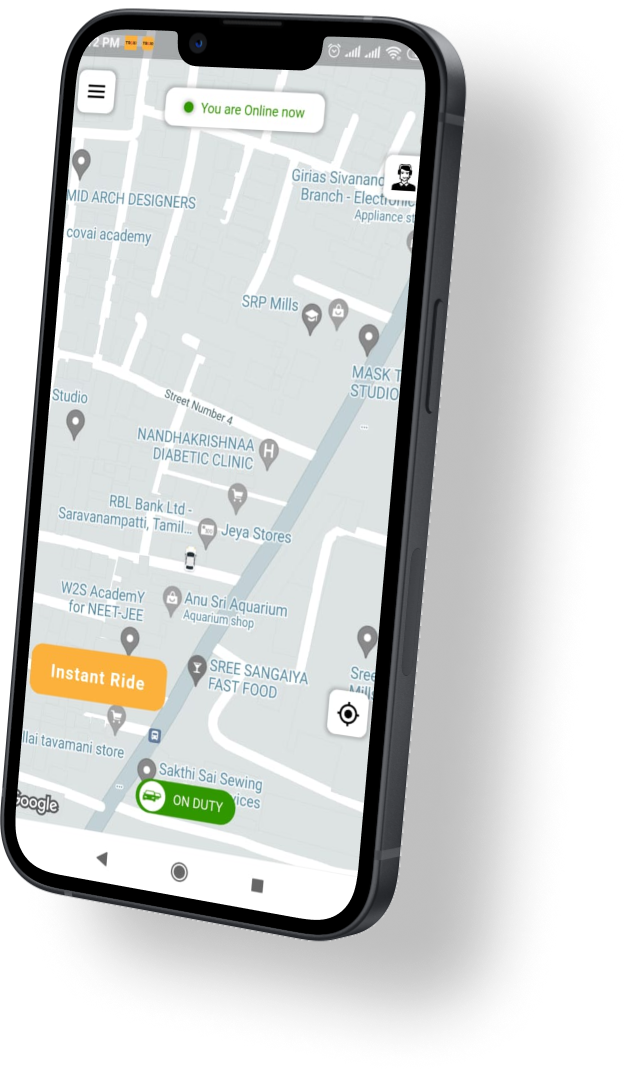 2 PM
You are Online now
Girias Sivanand
Branch - Electronic
Appliance st
MID ARCH DESIGNERS
covai academy
SRP Mills
MASK T
STUDIO
Studio
Street Number 4
NANDHAKRISHNAA
DIABETIC CLINIC
H
RBL Bank Ltd -
Saravanampatti, Tamil...
Jeya Stores
W2S AcademY
for NEET-JEE
Anu Sri Aquarium
Aquarium shop
Instant Ride
SREE SANGAIYA
FAST FOOD
Sree
Mills
llai tavamani store
Sakthi Sai Sewing
vices
Google
ON DUTY